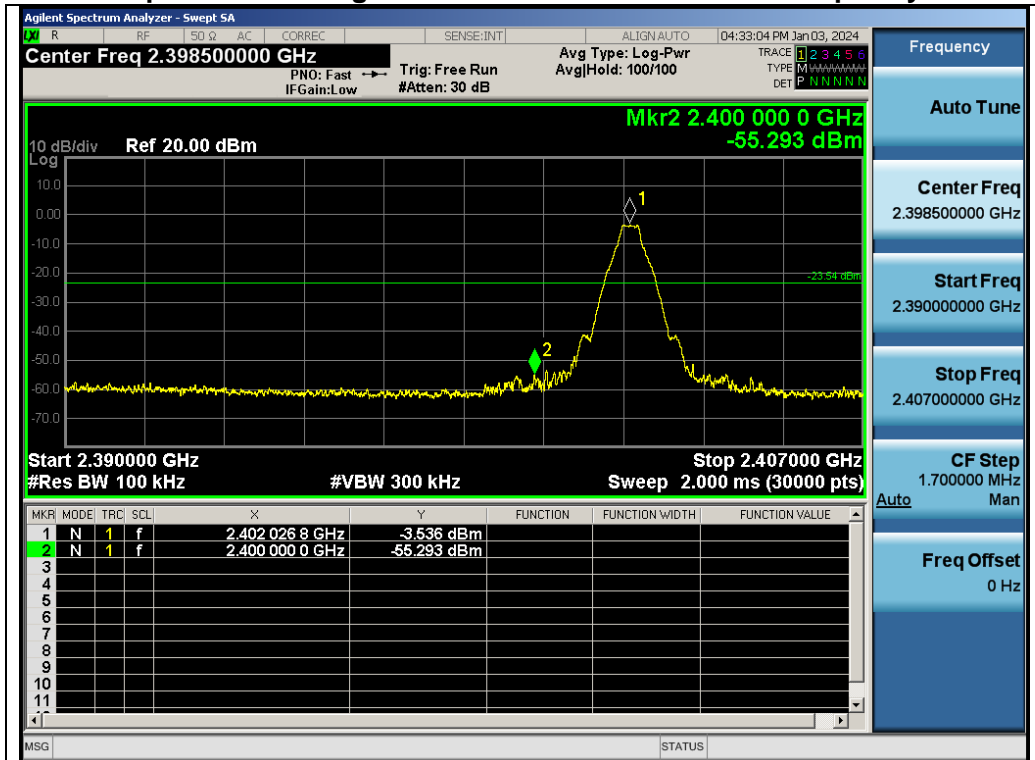 Agilent Spectrum Analyzer - Swept SA
LXI R RF 50 Ω AC CORREC SENSE:INT ALIGN AUTO 04:33:04 PM Jan 03, 2024
Center Freq 2.398500000 GHz
PNO: Fast
IFGain:Low
Trig: Free Run
#Atten: 30 dB
Avg Type: Log-Pwr
Avg|Hold: 100/100
TRACE 1 2 3 4 5 6
TYPE M WWWWW
DET P N N N N N
Mkr2 2.400 000 0 GHz
-55.293 dBm
10 dB/div Ref 20.00 dBm
Log
10.0
0.00
-10.0
-20.0
-30.0
-40.0
-50.0
-60.0
-70.0
1
-23.54 dBm
2
Start 2.390000 GHz Stop 2.407000 GHz
#Res BW 100 kHz #VBW 300 kHz Sweep 2.000 ms (30000 pts)
MKR MODE TRC SCL X Y FUNCTION FUNCTION WIDTH FUNCTION VALUE
1 N 1 f 2.402 026 8 GHz -3.536 dBm
2 N 1 f 2.400 000 0 GHz -55.293 dBm
3
4
5
6
7
8
9
10
11
MSG STATUS
Frequency
Auto Tune
Center Freq
2.398500000 GHz
Start Freq
2.390000000 GHz
Stop Freq
2.407000000 GHz
CF Step
1.700000 MHz
Auto Man
Freq Offset
0 Hz